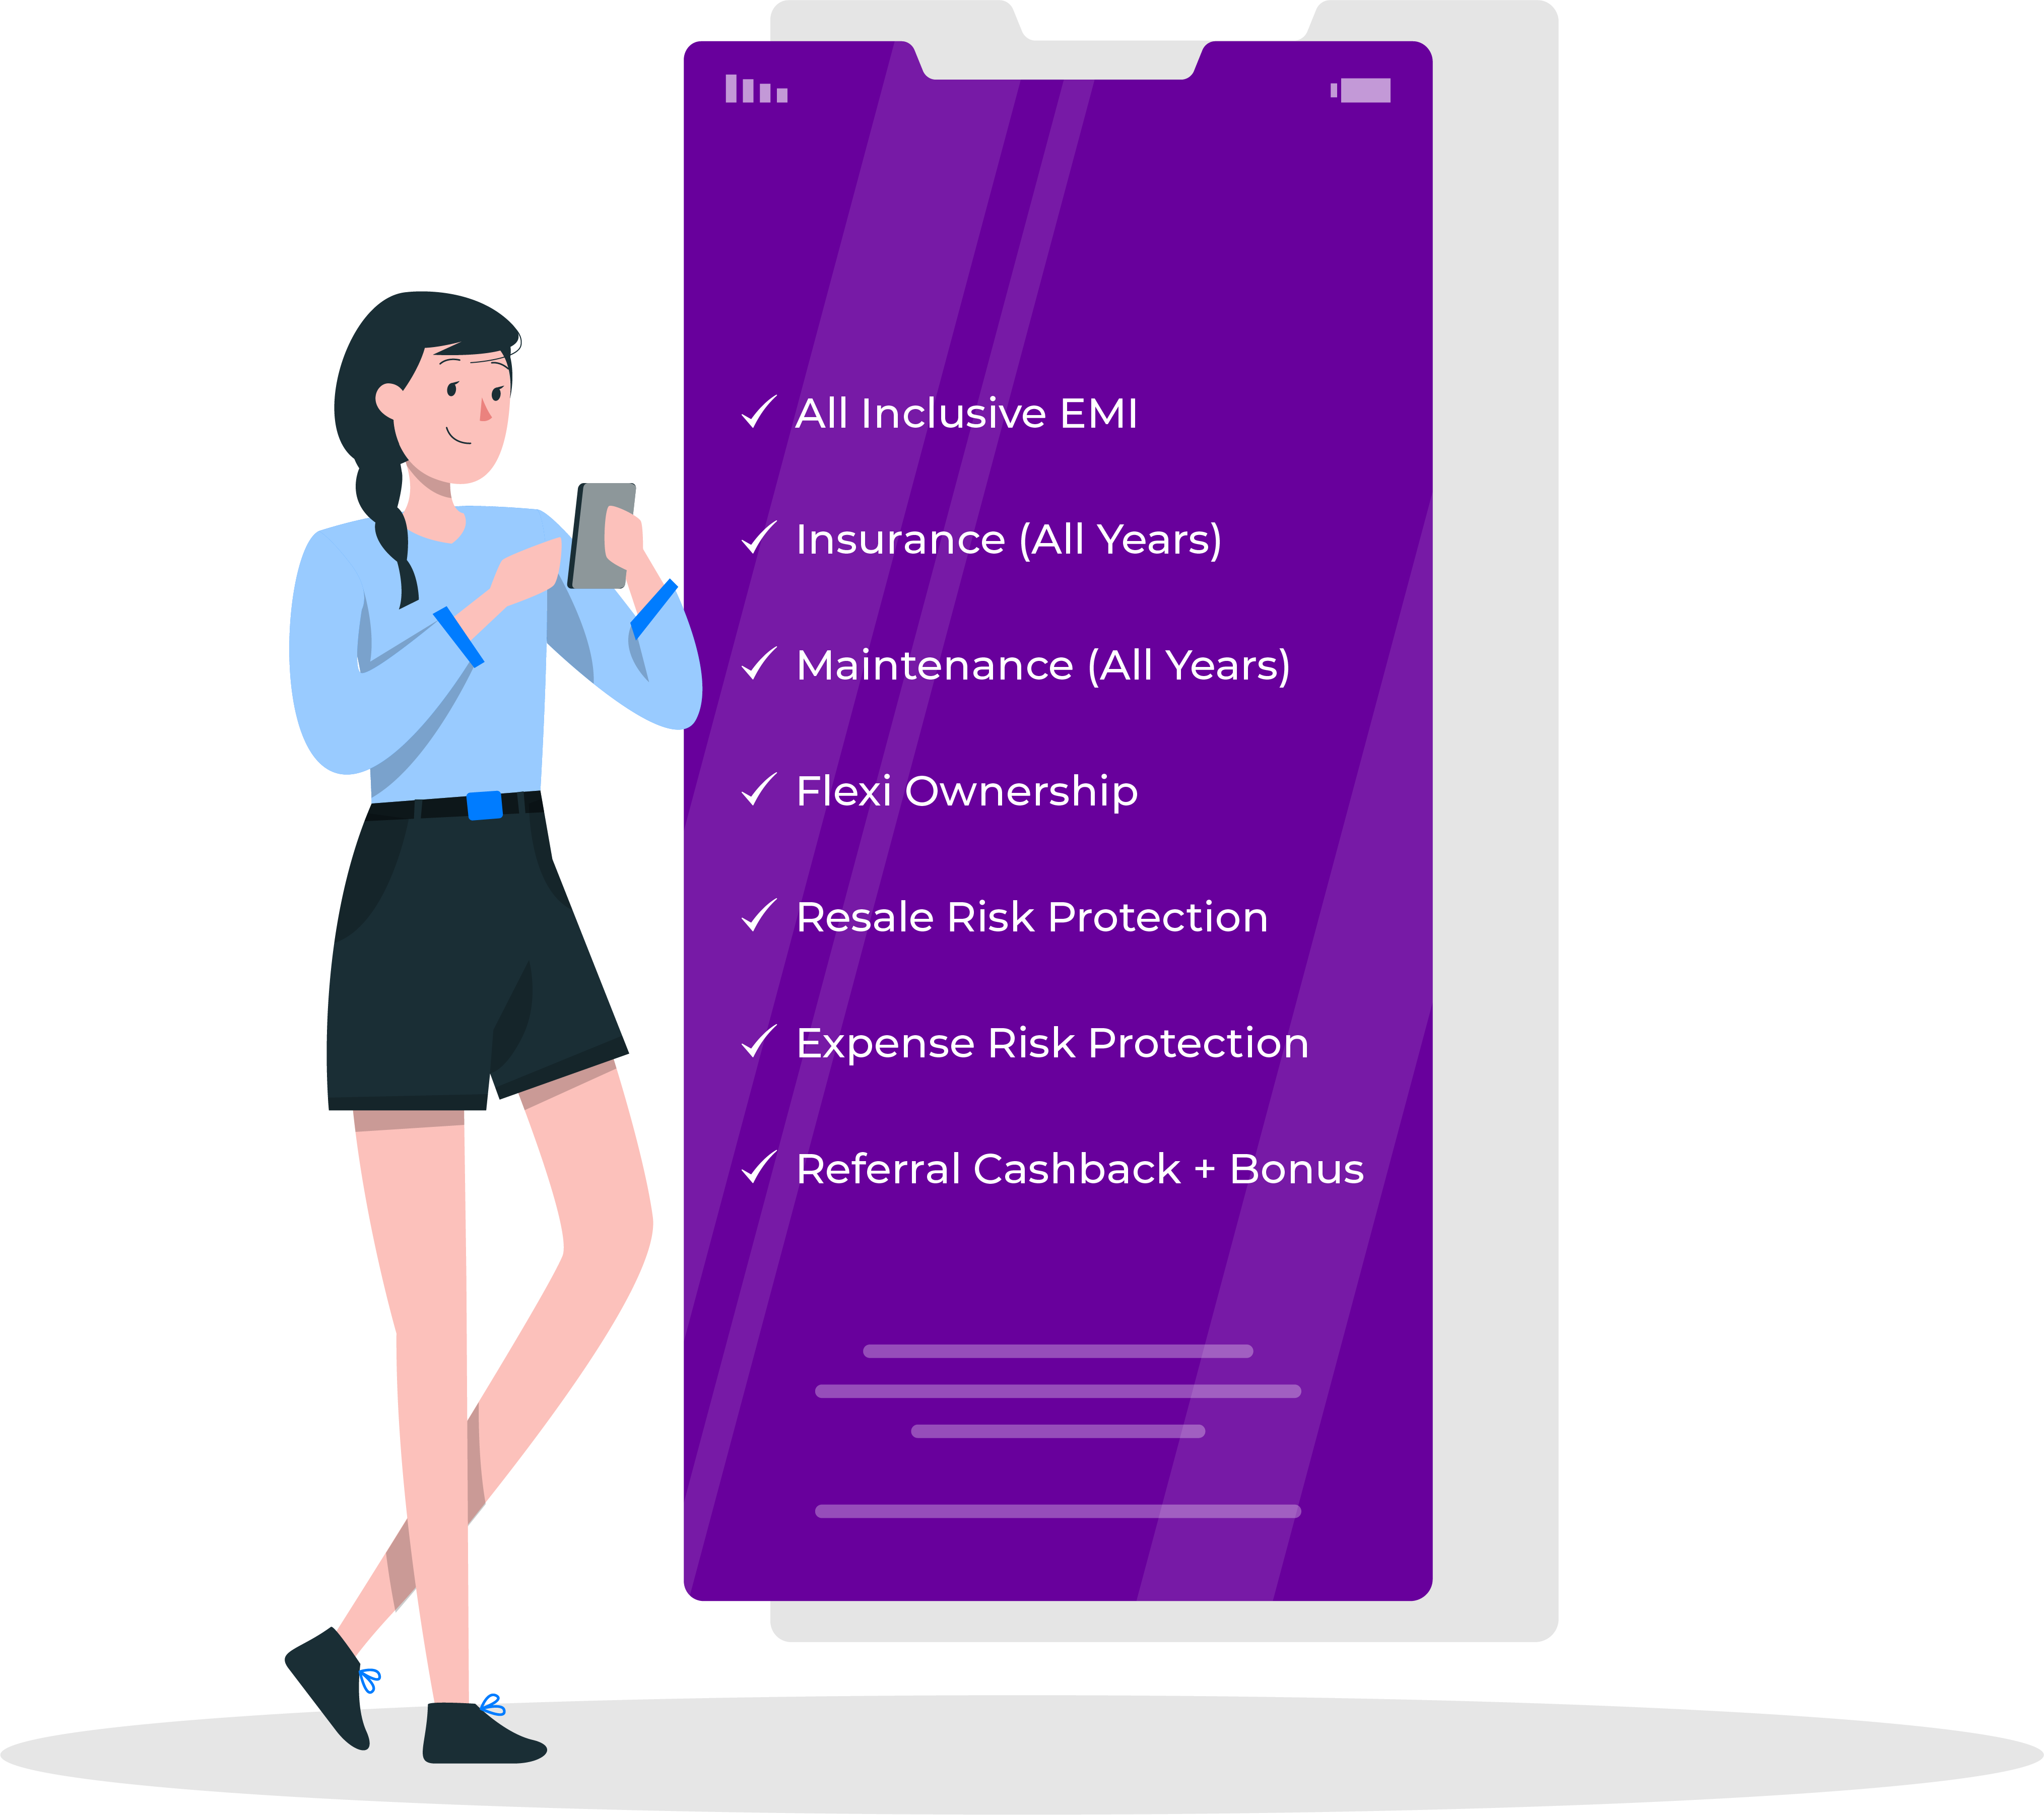 All Inclusive EMI
Insurance (All Years)
Maintenance (All Years)
Flexi Ownership
Resale Risk Protection
Expense Risk Protection
Referral Cashback + Bonus